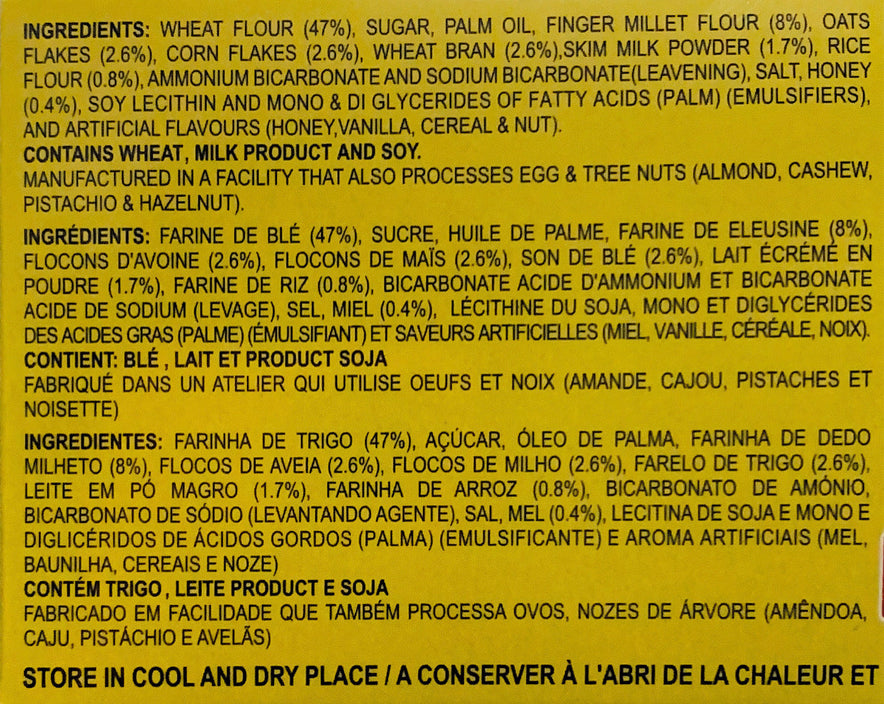 INGREDIENTS: WHEAT FLOUR (47%), SUGAR, PALM OIL, FINGER MILLET FLOUR (8%), OATS
FLAKES (2.6%), CORN FLAKES (2.6%), WHEAT BRAN (2.6%),SKIM MILK POWDER (1.7%), RICE
FLOUR (0.8%), AMMONIUM BICARBONATE AND SODIUM BICARBONATE(LEAVENING), SALT, HONEY
(0.4%), SOY LECITHIN AND MONO & DI GLYCERIDES OF FATTY ACIDS (PALM) (EMULSIFIERS),
AND ARTIFICIAL FLAVOURS (HONEY,VANILLA, CEREAL & NUT).
CONTAINS WHEAT, MILK PRODUCT AND SOY.
MANUFACTURED IN A FACILITY THAT ALSO PROCESSES EGG & TREE NUTS (ALMOND, CASHEW,
PISTACHIO & HAZELNUT).
INGRÉDIENTS: FARINE DE BLÉ (47%), SUCRE, HUILE DE PALME, FARINE DE ELEUSINE (8%),
FLOCONS D'AVOINE (2.6%), FLOCONS DE MAÏS (2.6%), SON DE BLÉ (2.6%), LAIT ÉCRÉMÉ EN
POUDRE (1.7%), FARINE DE RIZ (0.8%), BICARBONATE ACIDE D'AMMONIUM ET BICARBONATE
ACIDE DE SODIUM (LEVAGE), SEL, MIEL (0.4%), LÉCITHINE DU SOJA, MONO ET DIGLYCÉRIDES
DES ACIDES GRAS (PALME) (ÉMULSIFIANT) ET SAVEURS ARTIFICIELLES (MIEL, VANILLE, CÉRÉALE, NOIX).
CONTIENT: BLÉ , LAIT ET PRODUCT SOJA
FABRIQUÉ DANS UN ATELIER QUI UTILISE OEUFS ET NOIX (AMANDE, CAJOU, PISTACHES ET
NOISETTE)
INGREDIENTES: FARINHA DE TRIGO (47%), AÇÚCAR, ÓLEO DE PALMA, FARINHA DE DEDO
MILHETO (8%), FLOCOS DE AVEIA (2.6%), FLOCOS DE MILHO (2.6%), FARELO DE TRIGO (2.6%),
LEITE EM PÓ MAGRO (1.7%), FARINHA DE ARROZ (0.8%), BICARBONATO DE AMÓNIO,
BICARBONATO DE SÓDIO (LEVANTANDO AGENTE), SAL, MEL (0.4%), LECITINA DE SOJA E MONO E
DIGLICÉRIDOS DE ÁCIDOS GORDOS (PALMA) (EMULSIFICANTE) E AROMA ARTIFICIAIS (MEL,
BAUNILHA, CEREAIS E NOZE)
CONTÉM TRIGO , LEITE PRODUCT E SOJA
FABRICADO EM FACILIDADE QUE TAMBÉM PROCESSA OVOS, NOZES DE ÁRVORE (AMÊNDOA,
CAJU, PISTÁCHIO E AVELÃS)
STORE IN COOL AND DRY PLACE / A CONSERVER À L'ABRI DE LA CHALEUR ET